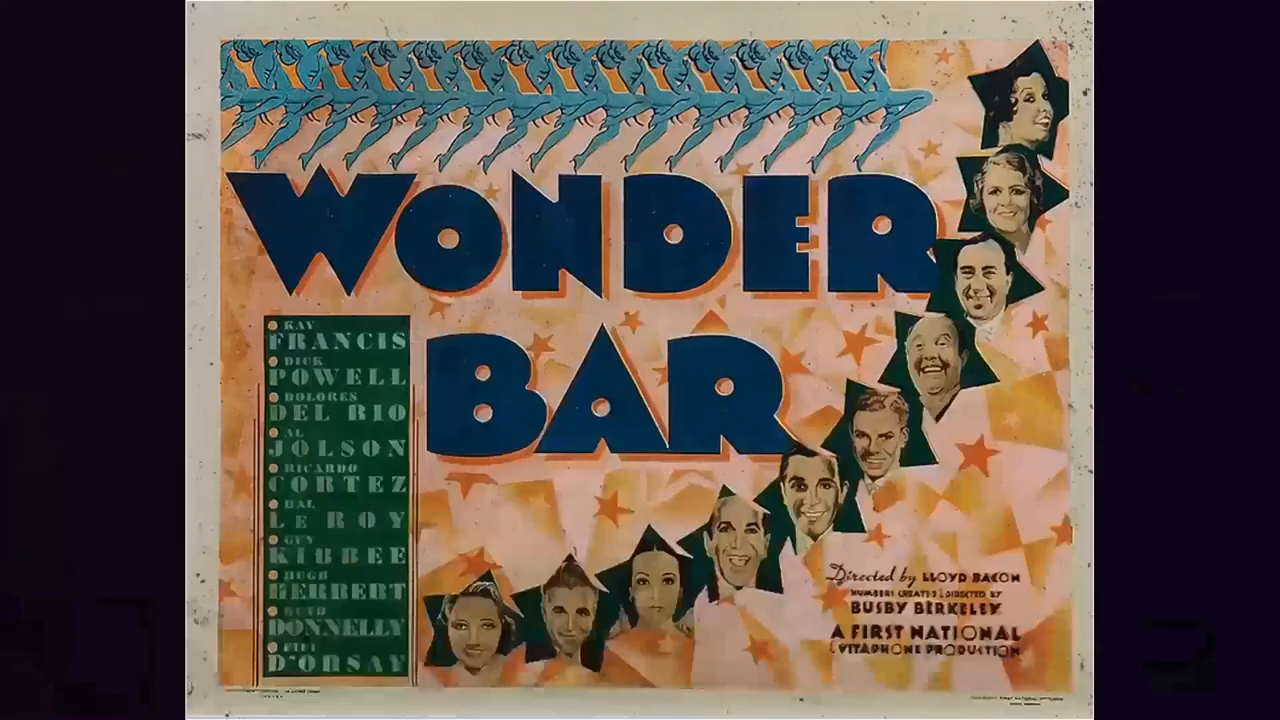 WONDER
BAR
KAY
FRANCIS
DICK
POWELL
DOLORES
DEL RIO
AL
JOLSON
RICARDO
CORTEZ
HAL
LE ROY
GUY
KIBBEE
HUGH
HERBERT
RUTH
DONNELLY
FIFI
D'ORSAY
Directed by LLOYD BACON
NUMBERS CREATED & DIRECTED BY
BUSBY BERKELEY
A FIRST NATIONAL
& VITAPHONE PRODUCTION